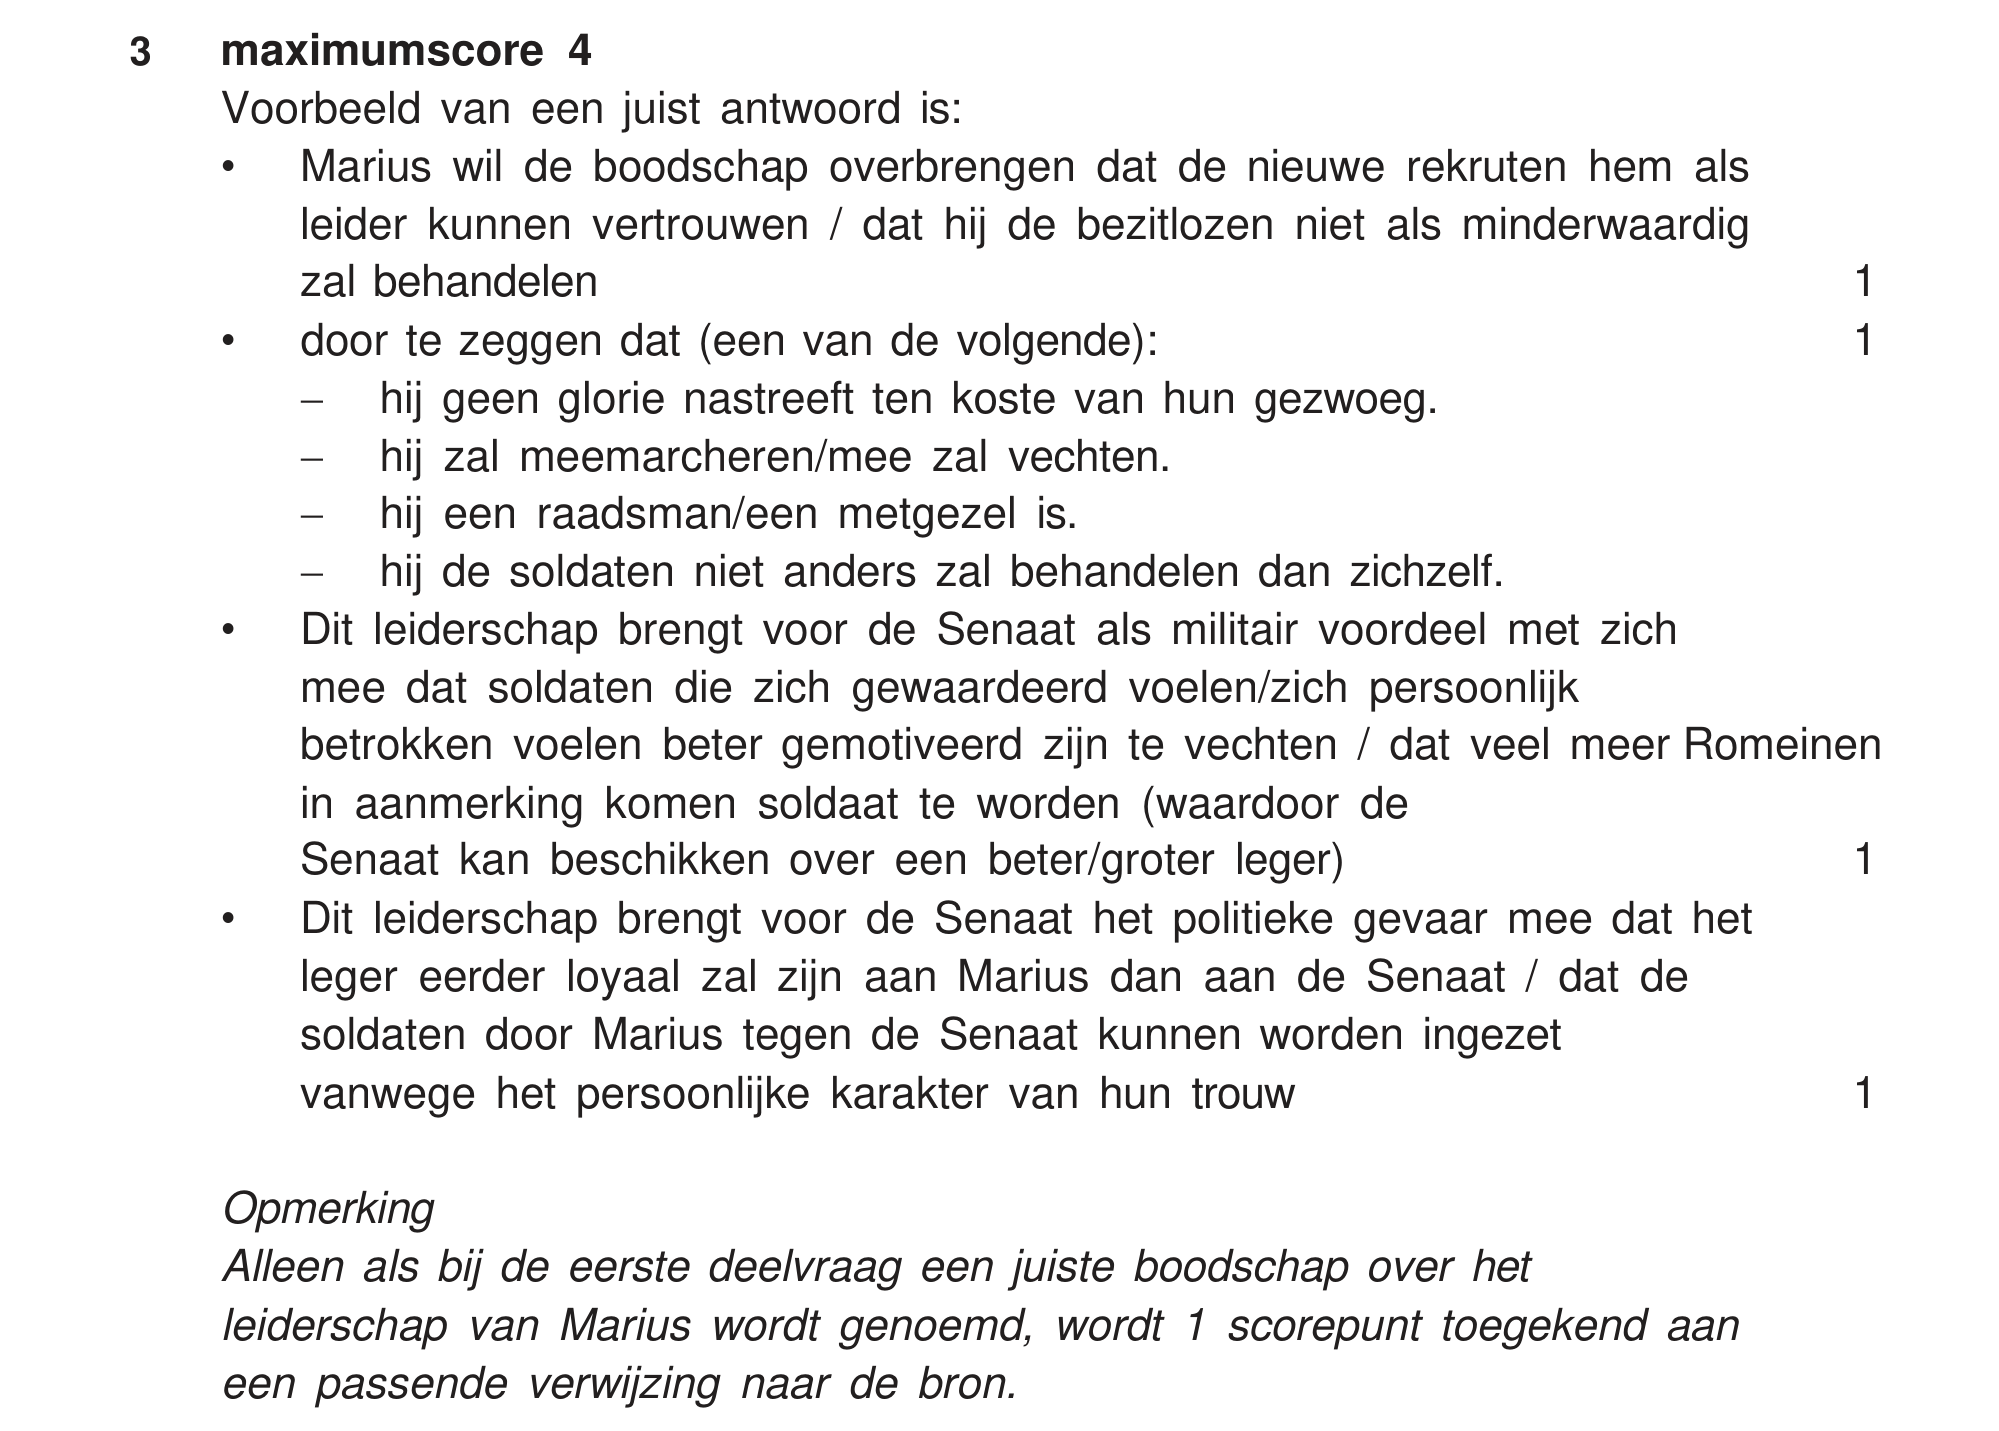 3 maximumscore 4
Voorbeeld van een juist antwoord is:
• Marius wil de boodschap overbrengen dat de nieuwe rekruten hem als
leider kunnen vertrouwen / dat hij de bezitlozen niet als minderwaardig
zal behandelen 1
• door te zeggen dat (een van de volgende): 1
– hij geen glorie nastreeft ten koste van hun gezwoeg.
– hij zal meemarcheren/mee zal vechten.
– hij een raadsman/een metgezel is.
– hij de soldaten niet anders zal behandelen dan zichzelf.
• Dit leiderschap brengt voor de Senaat als militair voordeel met zich
mee dat soldaten die zich gewaardeerd voelen/zich persoonlijk
betrokken voelen beter gemotiveerd zijn te vechten / dat veel meer Romeinen
in aanmerking komen soldaat te worden (waardoor de
Senaat kan beschikken over een beter/groter leger) 1
• Dit leiderschap brengt voor de Senaat het politieke gevaar mee dat het
leger eerder loyaal zal zijn aan Marius dan aan de Senaat / dat de
soldaten door Marius tegen de Senaat kunnen worden ingezet
vanwege het persoonlijke karakter van hun trouw 1
Opmerking
Alleen als bij de eerste deelvraag een juiste boodschap over het
leiderschap van Marius wordt genoemd, wordt 1 scorepunt toegekend aan
een passende verwijzing naar de bron.